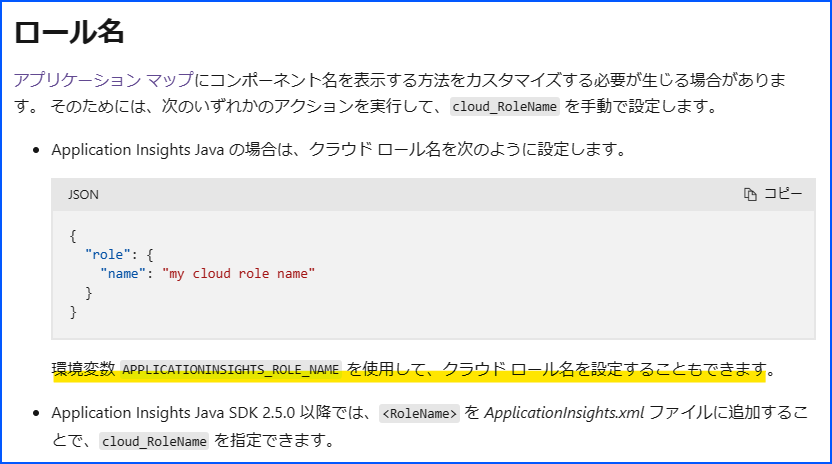 ロール名
アプリケーション マップにコンポーネント名を表示する方法をカスタマイズする必要が生じる場合がありま
す。 そのためには、次のいずれかのアクションを実行して、cloud_RoleName を手動で設定します。
• Application Insights Java の場合は、クラウド ロール名を次のように設定します。
JSON コピー
{
  "role": {
    "name": "my cloud role name"
  }
}
環境変数 APPLICATIONINSIGHTS_ROLE_NAME を使用して、クラウド ロール名を設定することもできます。
• Application Insights Java SDK 2.5.0 以降では、<RoleName> を ApplicationInsights.xml ファイルに追加するこ
とで、cloud_RoleName を指定できます。